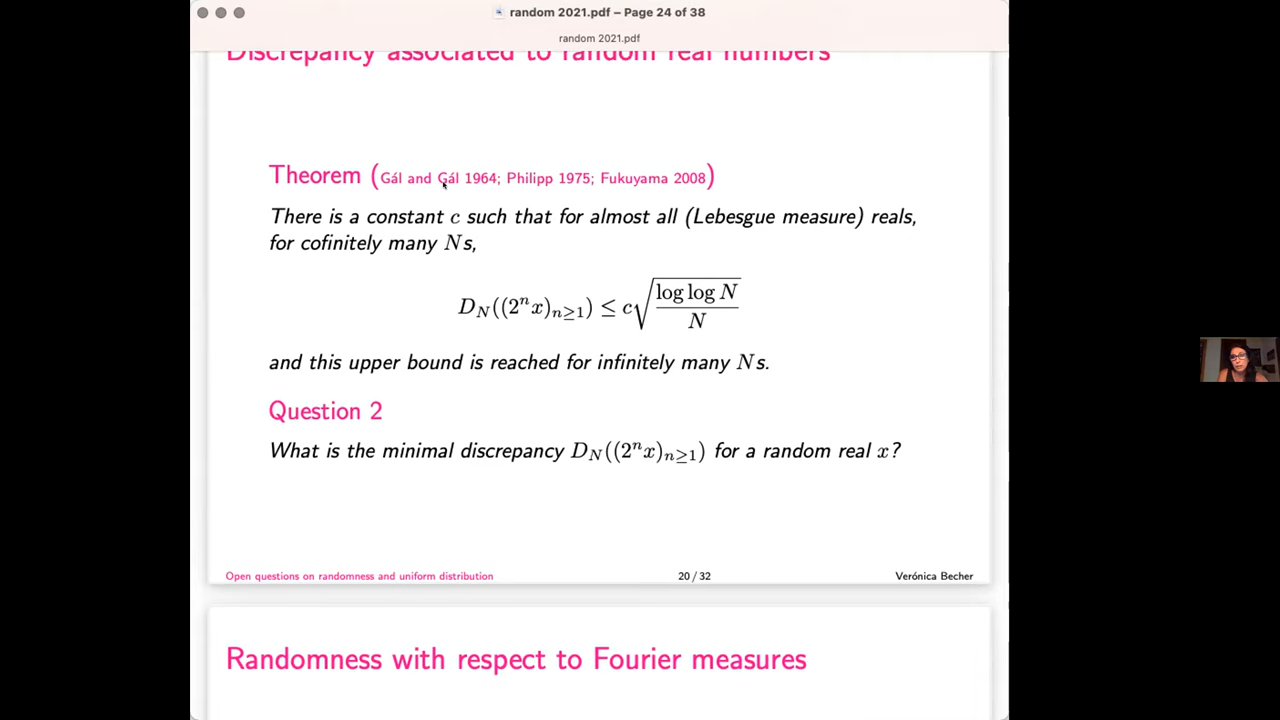 random 2021.pdf – Page 24 of 38
random 2021.pdf
Discrepancy associated to random real numbers
Theorem (Gál and Gál 1964; Philipp 1975; Fukuyama 2008)
There is a constant c such that for almost all (Lebesgue measure) reals,
for cofinitely many Ns,
D_N((2^n x)_{n≥1}) ≤ c√(log log N / N)
and this upper bound is reached for infinitely many Ns.
Question 2
What is the minimal discrepancy D_N((2^n x)_{n≥1}) for a random real x?
Open questions on randomness and uniform distribution 20 / 32 Verónica Becher
Randomness with respect to Fourier measures